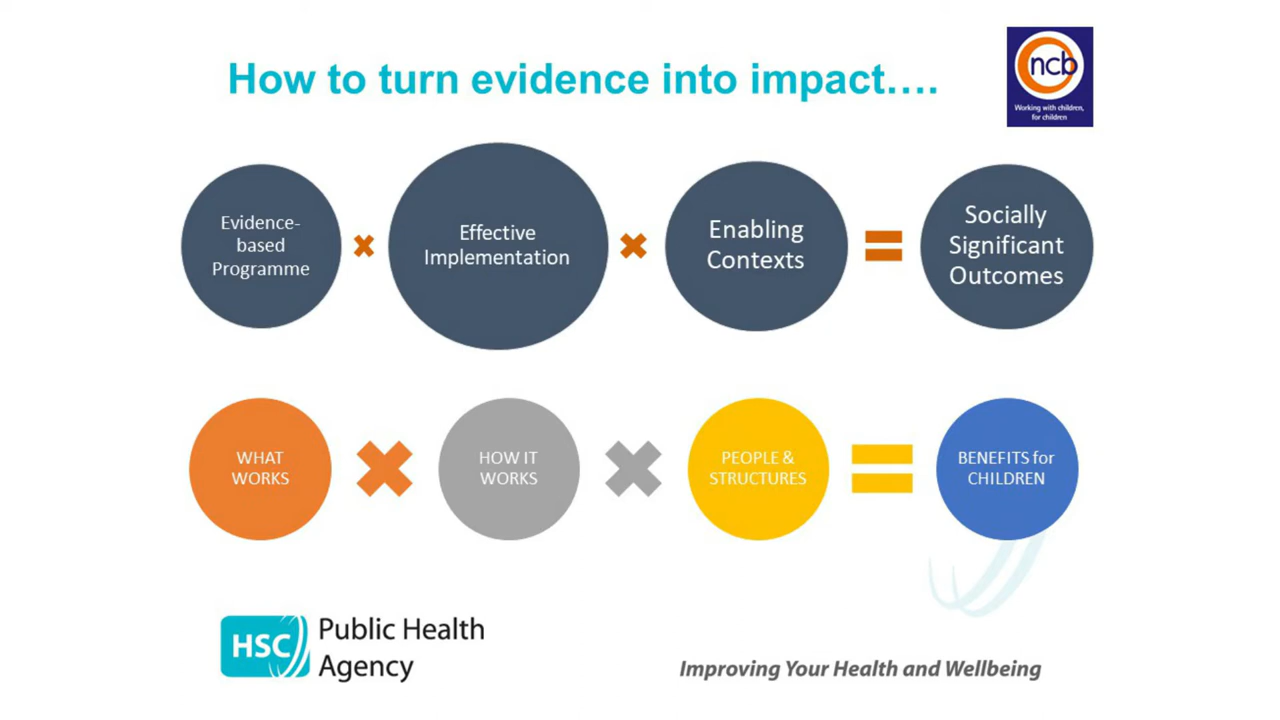 How to turn evidence into impact….
ncb
Working with children,
for children
Evidence-
based
Programme
Effective
Implementation
Enabling
Contexts
Socially
Significant
Outcomes
WHAT
WORKS
HOW IT
WORKS
PEOPLE &
STRUCTURES
BENEFITS for
CHILDREN
HSC
Public Health
Agency
Improving Your Health and Wellbeing